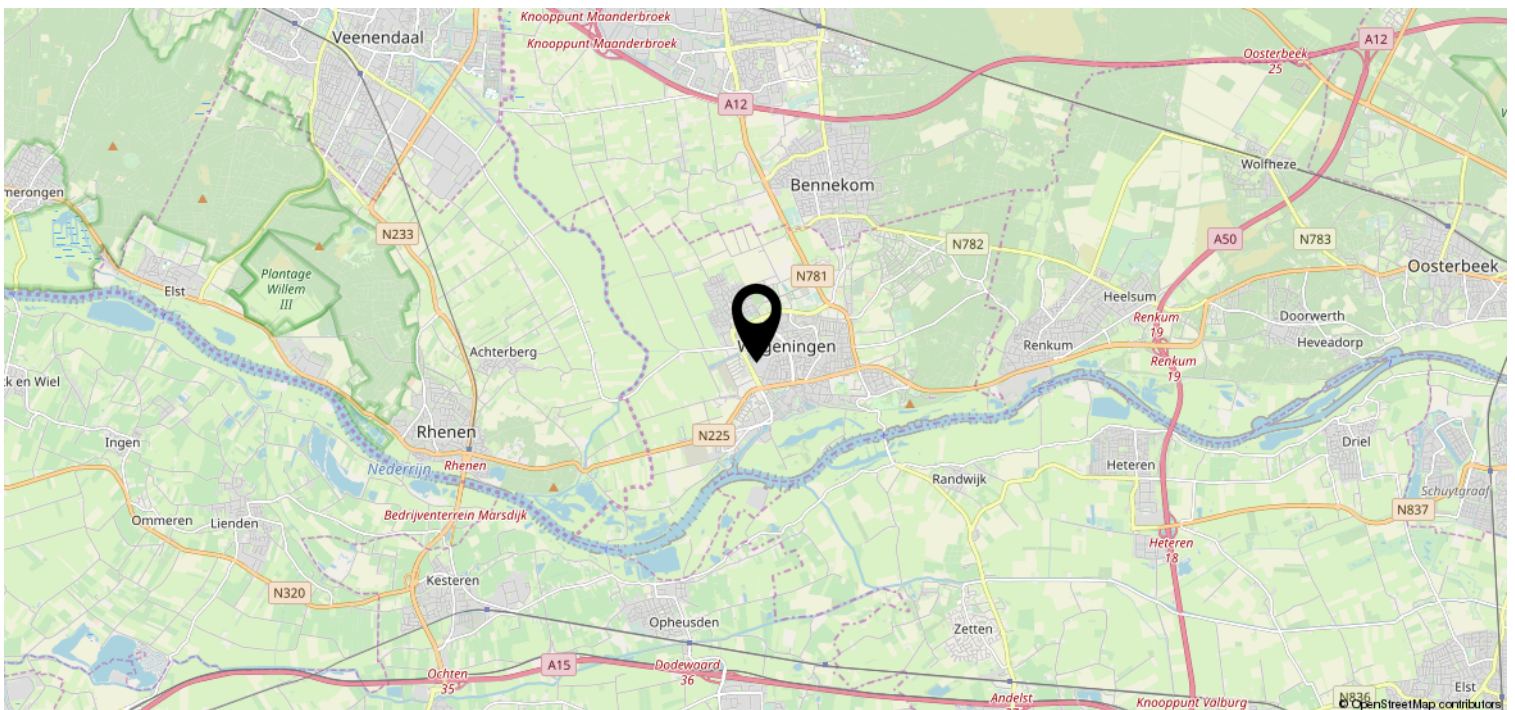 Knooppunt Maanderbroek
Veenendaal
Knooppunt Maanderbroek
A12
Oosterbeek
25
A12
Wolfheze
merongen
Bennekom
N233
N782
A50
N783
Plantage
Willem
III
N781
Oosterbeek
Elst
Heelsum
Renkum
19
Doorwerth
Heveadorp
Achterberg
W geningen
Renkum
Renkum
19
ck en Wiel
Rhenen
N225
Ingen
Driel
Nederrijn
Rhenen
Heteren
Randwijk
Schuytgraaf
N837
Bedrijventerrein Marsdijk
Ommeren
Lienden
Heteren
18
Kesteren
N320
Opheusden
Zetten
Ochten
35
A15
Dodewaard
36
Andelst
Knooppunt Valburg
Elst
N836
© OpenStreetMap contributors